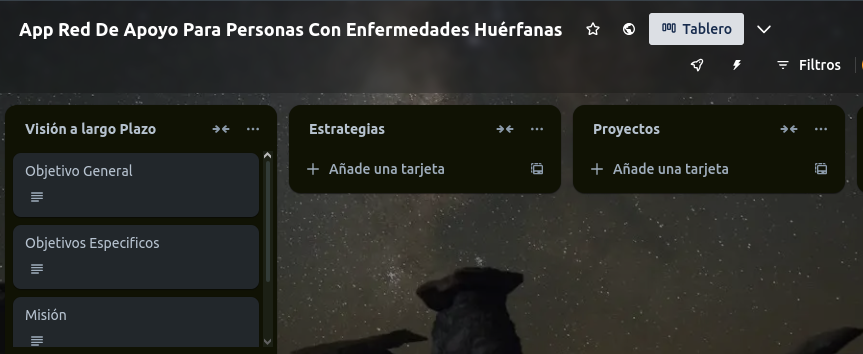 App Red De Apoyo Para Personas Con Enfermedades Huérfanas
Tablero
Filtros
Visión a largo Plazo
Objetivo General
Objetivos Especificos
Misión
Estrategias
Añade una tarjeta
Proyectos
Añade una tarjeta